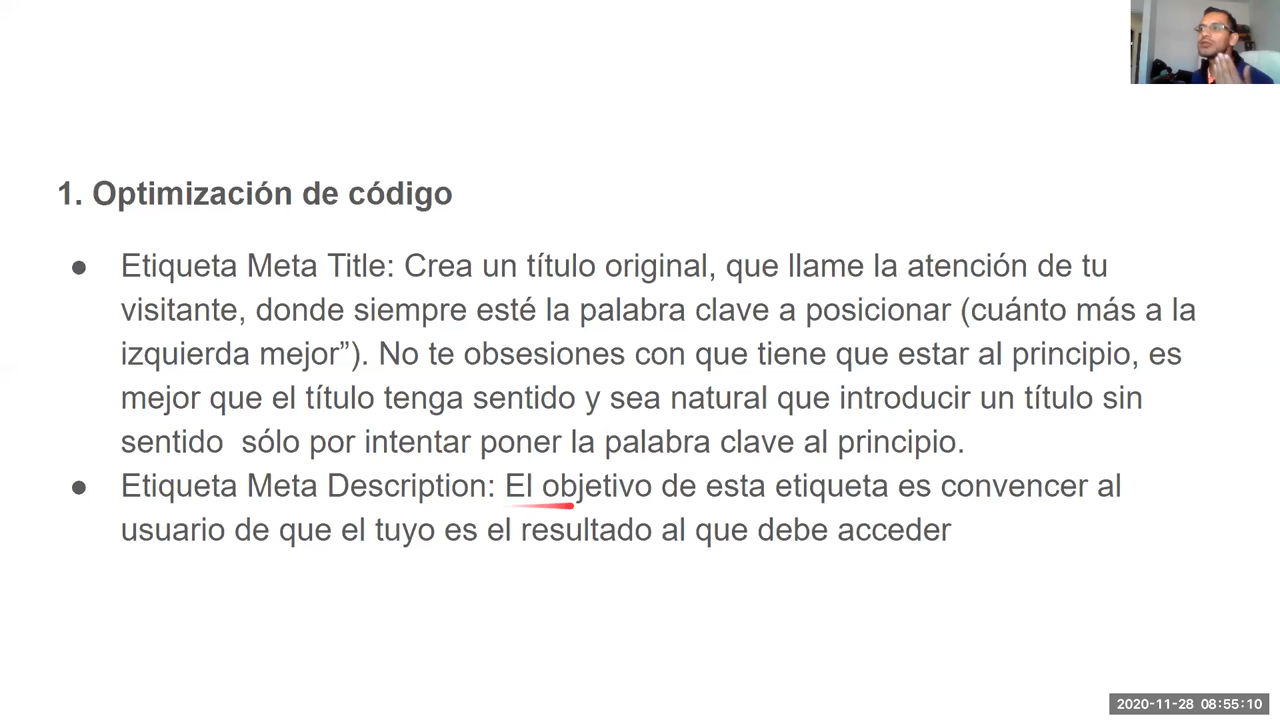 1. Optimización de código
● Etiqueta Meta Title: Crea un título original, que llame la atención de tu
visitante, donde siempre esté la palabra clave a posicionar (cuánto más a la
izquierda mejor”). No te obsesiones con que tiene que estar al principio, es
mejor que el título tenga sentido y sea natural que introducir un título sin
sentido  sólo por intentar poner la palabra clave al principio.
● Etiqueta Meta Description: El objetivo de esta etiqueta es convencer al
usuario de que el tuyo es el resultado al que debe acceder
2020-11-28 08:55:10